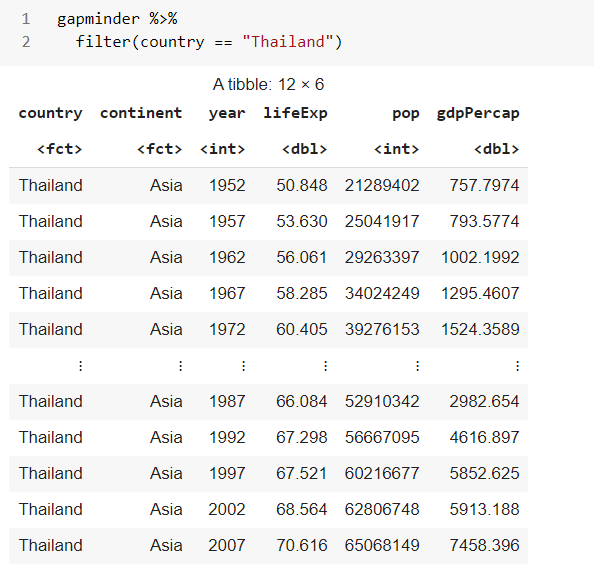 1 gapminder %>%
2 filter(country == "Thailand")
A tibble: 12 × 6
country continent year lifeExp pop gdpPercap
<fct> <fct> <int> <dbl> <int> <dbl>
Thailand Asia 1952 50.848 21289402 757.7974
Thailand Asia 1957 53.630 25041917 793.5774
Thailand Asia 1962 56.061 29263397 1002.1992
Thailand Asia 1967 58.285 34024249 1295.4607
Thailand Asia 1972 60.405 39276153 1524.3589
⋮ ⋮ ⋮ ⋮ ⋮ ⋮
Thailand Asia 1987 66.084 52910342 2982.654
Thailand Asia 1992 67.298 56667095 4616.897
Thailand Asia 1997 67.521 60216677 5852.625
Thailand Asia 2002 68.564 62806748 5913.188
Thailand Asia 2007 70.616 65068149 7458.396